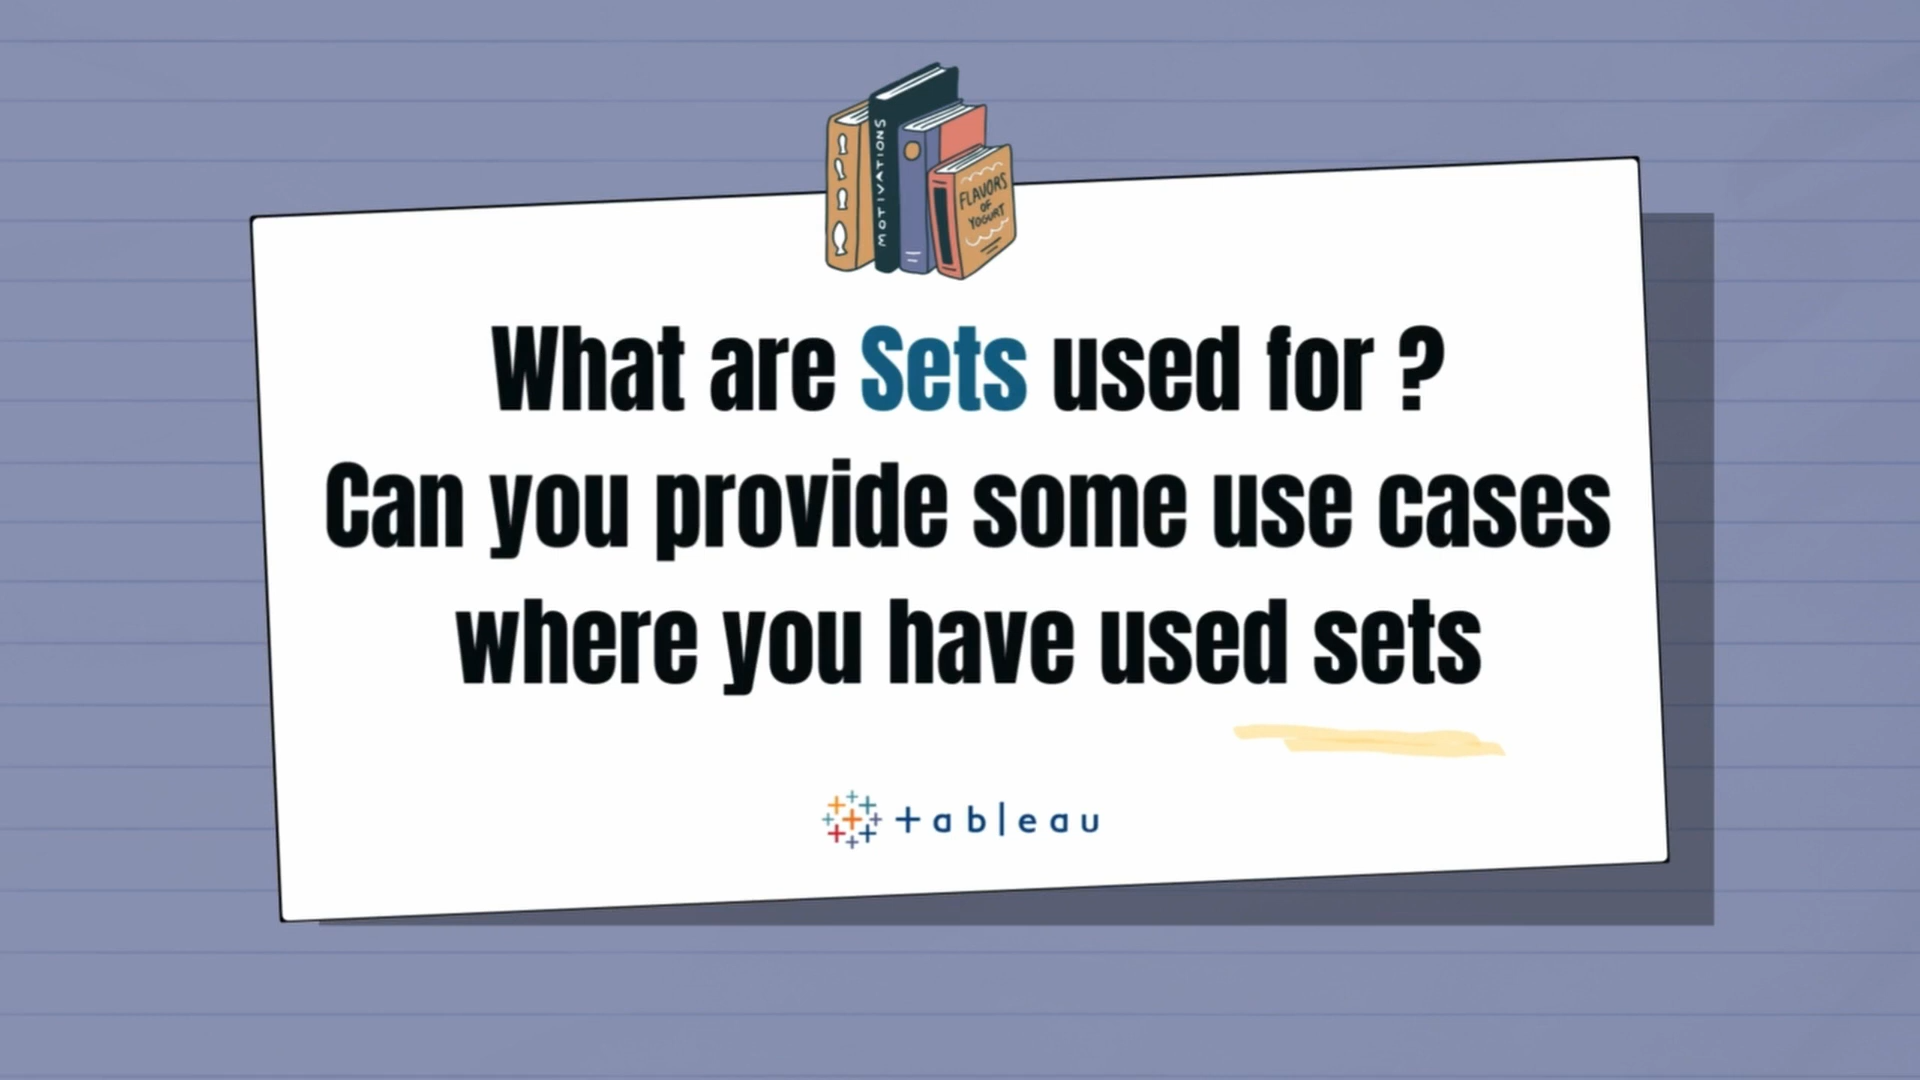 MOTIVATIONS
FLAVORS
OF
YOGURT
What are Sets used for ?
Can you provide some use cases
where you have used sets
+ableau